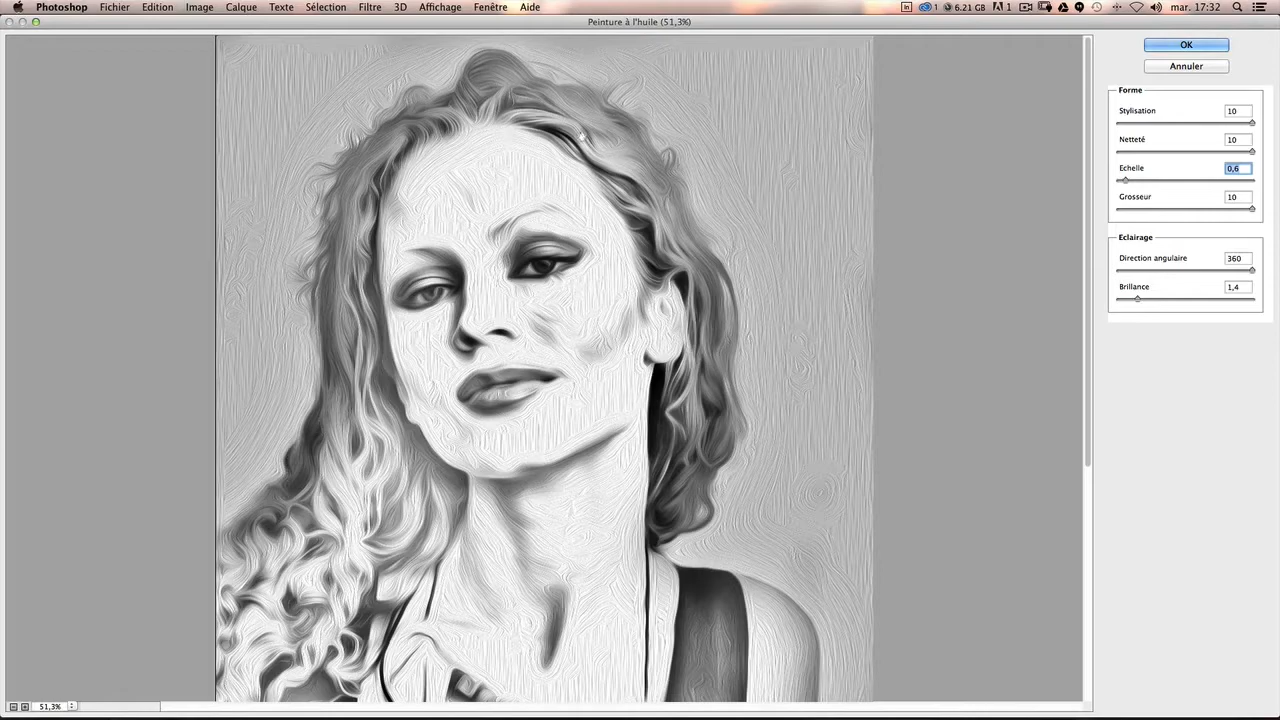 Photoshop Fichier Edition Image Calque Texte Sélection Filtre 3D Affichage Fenêtre Aide 1 6.21 GB 1 mar. 17:32
Peinture à l'huile (51,3%)
OK
Annuler
Forme
Stylisation 10
Netteté 10
Echelle 0,6
Grosseur 10
Eclairage
Direction angulaire 360
Brillance 1,4
51,3%